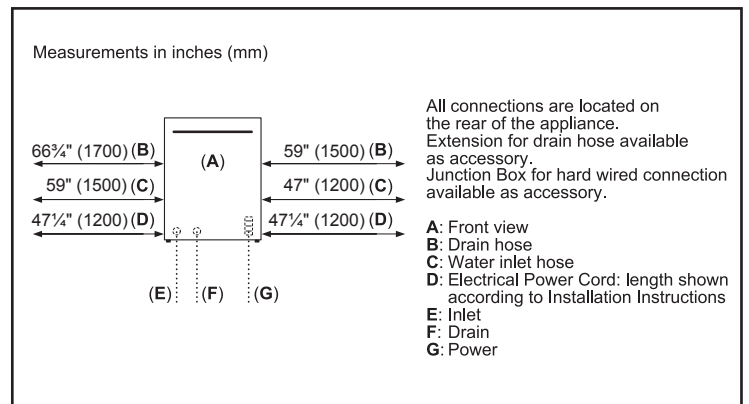 Measurements in inches (mm)
66¾" (1700) (B)
59" (1500) (C)
47¼" (1200) (D)
(A)
59" (1500) (B)
47" (1200) (C)
47¼" (1200) (D)
(E)
(F)
(G)
All connections are located on
the rear of the appliance.
Extension for drain hose available
as accessory.
Junction Box for hard wired connection
available as accessory.
A: Front view
B: Drain hose
C: Water inlet hose
D: Electrical Power Cord: length shown
according to Installation Instructions
E: Inlet
F: Drain
G: Power